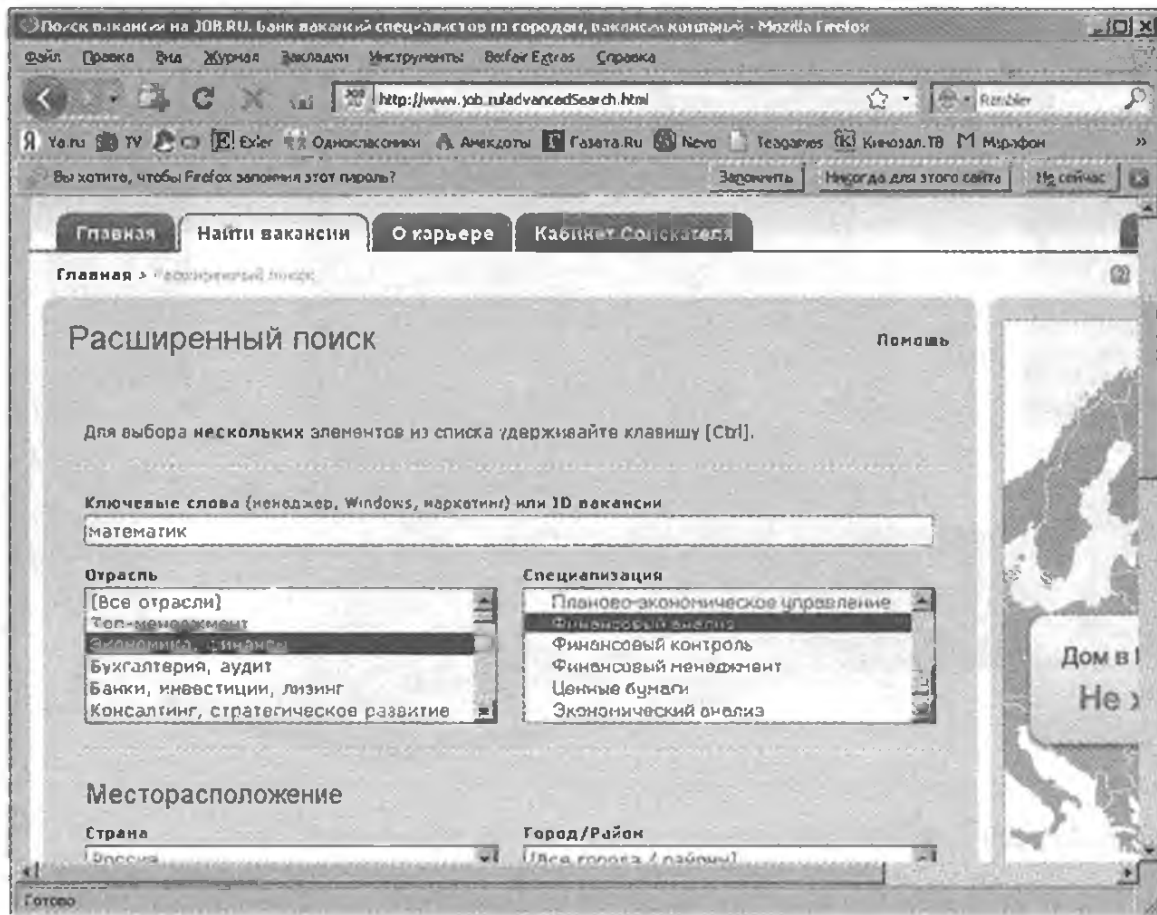 Поиск вакансии на JOB.RU. Банк вакансий специалистов по городам, вакансии компаний - Mozilla Firefox
Файл Правка Вид Журнал Закладки Инструменты Betfair Extras Справка
http://www.job.ru/advancedSearch.html Rambler
Ya.ru TV Exler Одноклассники Анекдоты Газета.Ru Nevo Teagames Кинозал.ТВ Марафон
Вы хотите, чтобы Firefox запомнил этот пароль? Запомнить Никогда для этого сайта Не сейчас
Главная Найти вакансии О карьере Кабинет Соискателя
Главная > Расширенный поиск
Расширенный поиск Помощь
Для выбора нескольких элементов из списка удерживайте клавишу [Ctrl].
Ключевые слова (менеджер, Windows, маркетинг) или ID вакансии
математик
Отрасль Специализация
[Все отрасли] Планово-экономическое управление
Топ-менеджмент Финансовый анализ
Экономика, финансы Финансовый контроль
Бухгалтерия, аудит Финансовый менеджмент
Банки, инвестиции, лизинг Ценные бумаги
Консалтинг, стратегическое развитие Экономический анализ
Дом в
Не
Месторасположение
Страна Город/Район
Россия [Все города / районы]
Готово